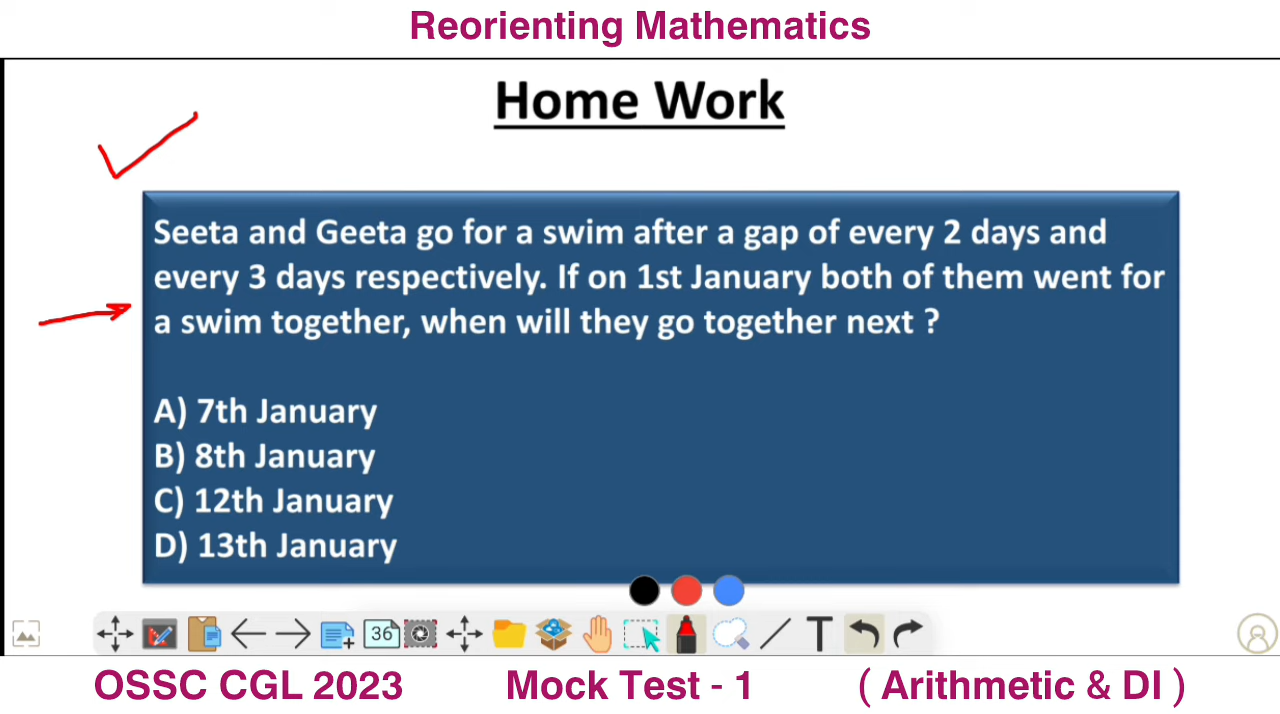 Reorienting Mathematics
Home Work
Seeta and Geeta go for a swim after a gap of every 2 days and
every 3 days respectively. If on 1st January both of them went for
a swim together, when will they go together next ?
A) 7th January
B) 8th January
C) 12th January
D) 13th January
36
T
OSSC CGL 2023 Mock Test - 1 ( Arithmetic & DI )